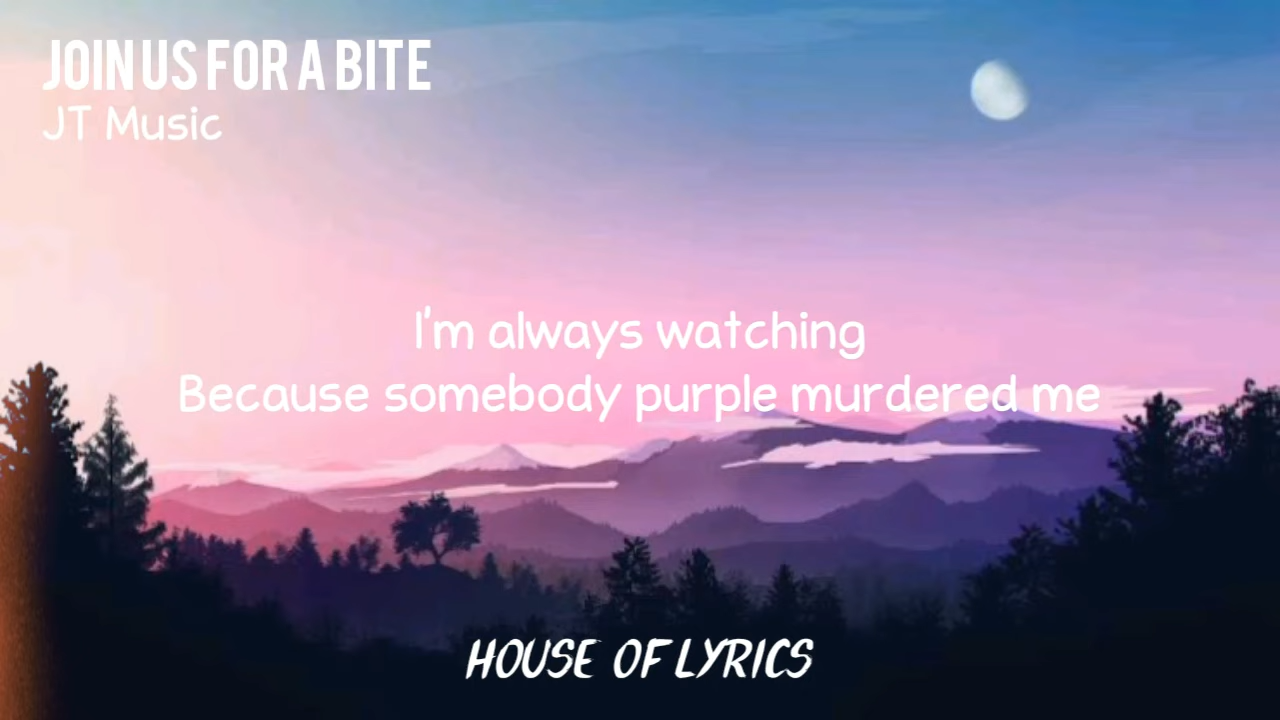 JOIN US FOR A BITE
JT Music
I'm always watching
Because somebody purple murdered me
HOUSE OF LYRICS